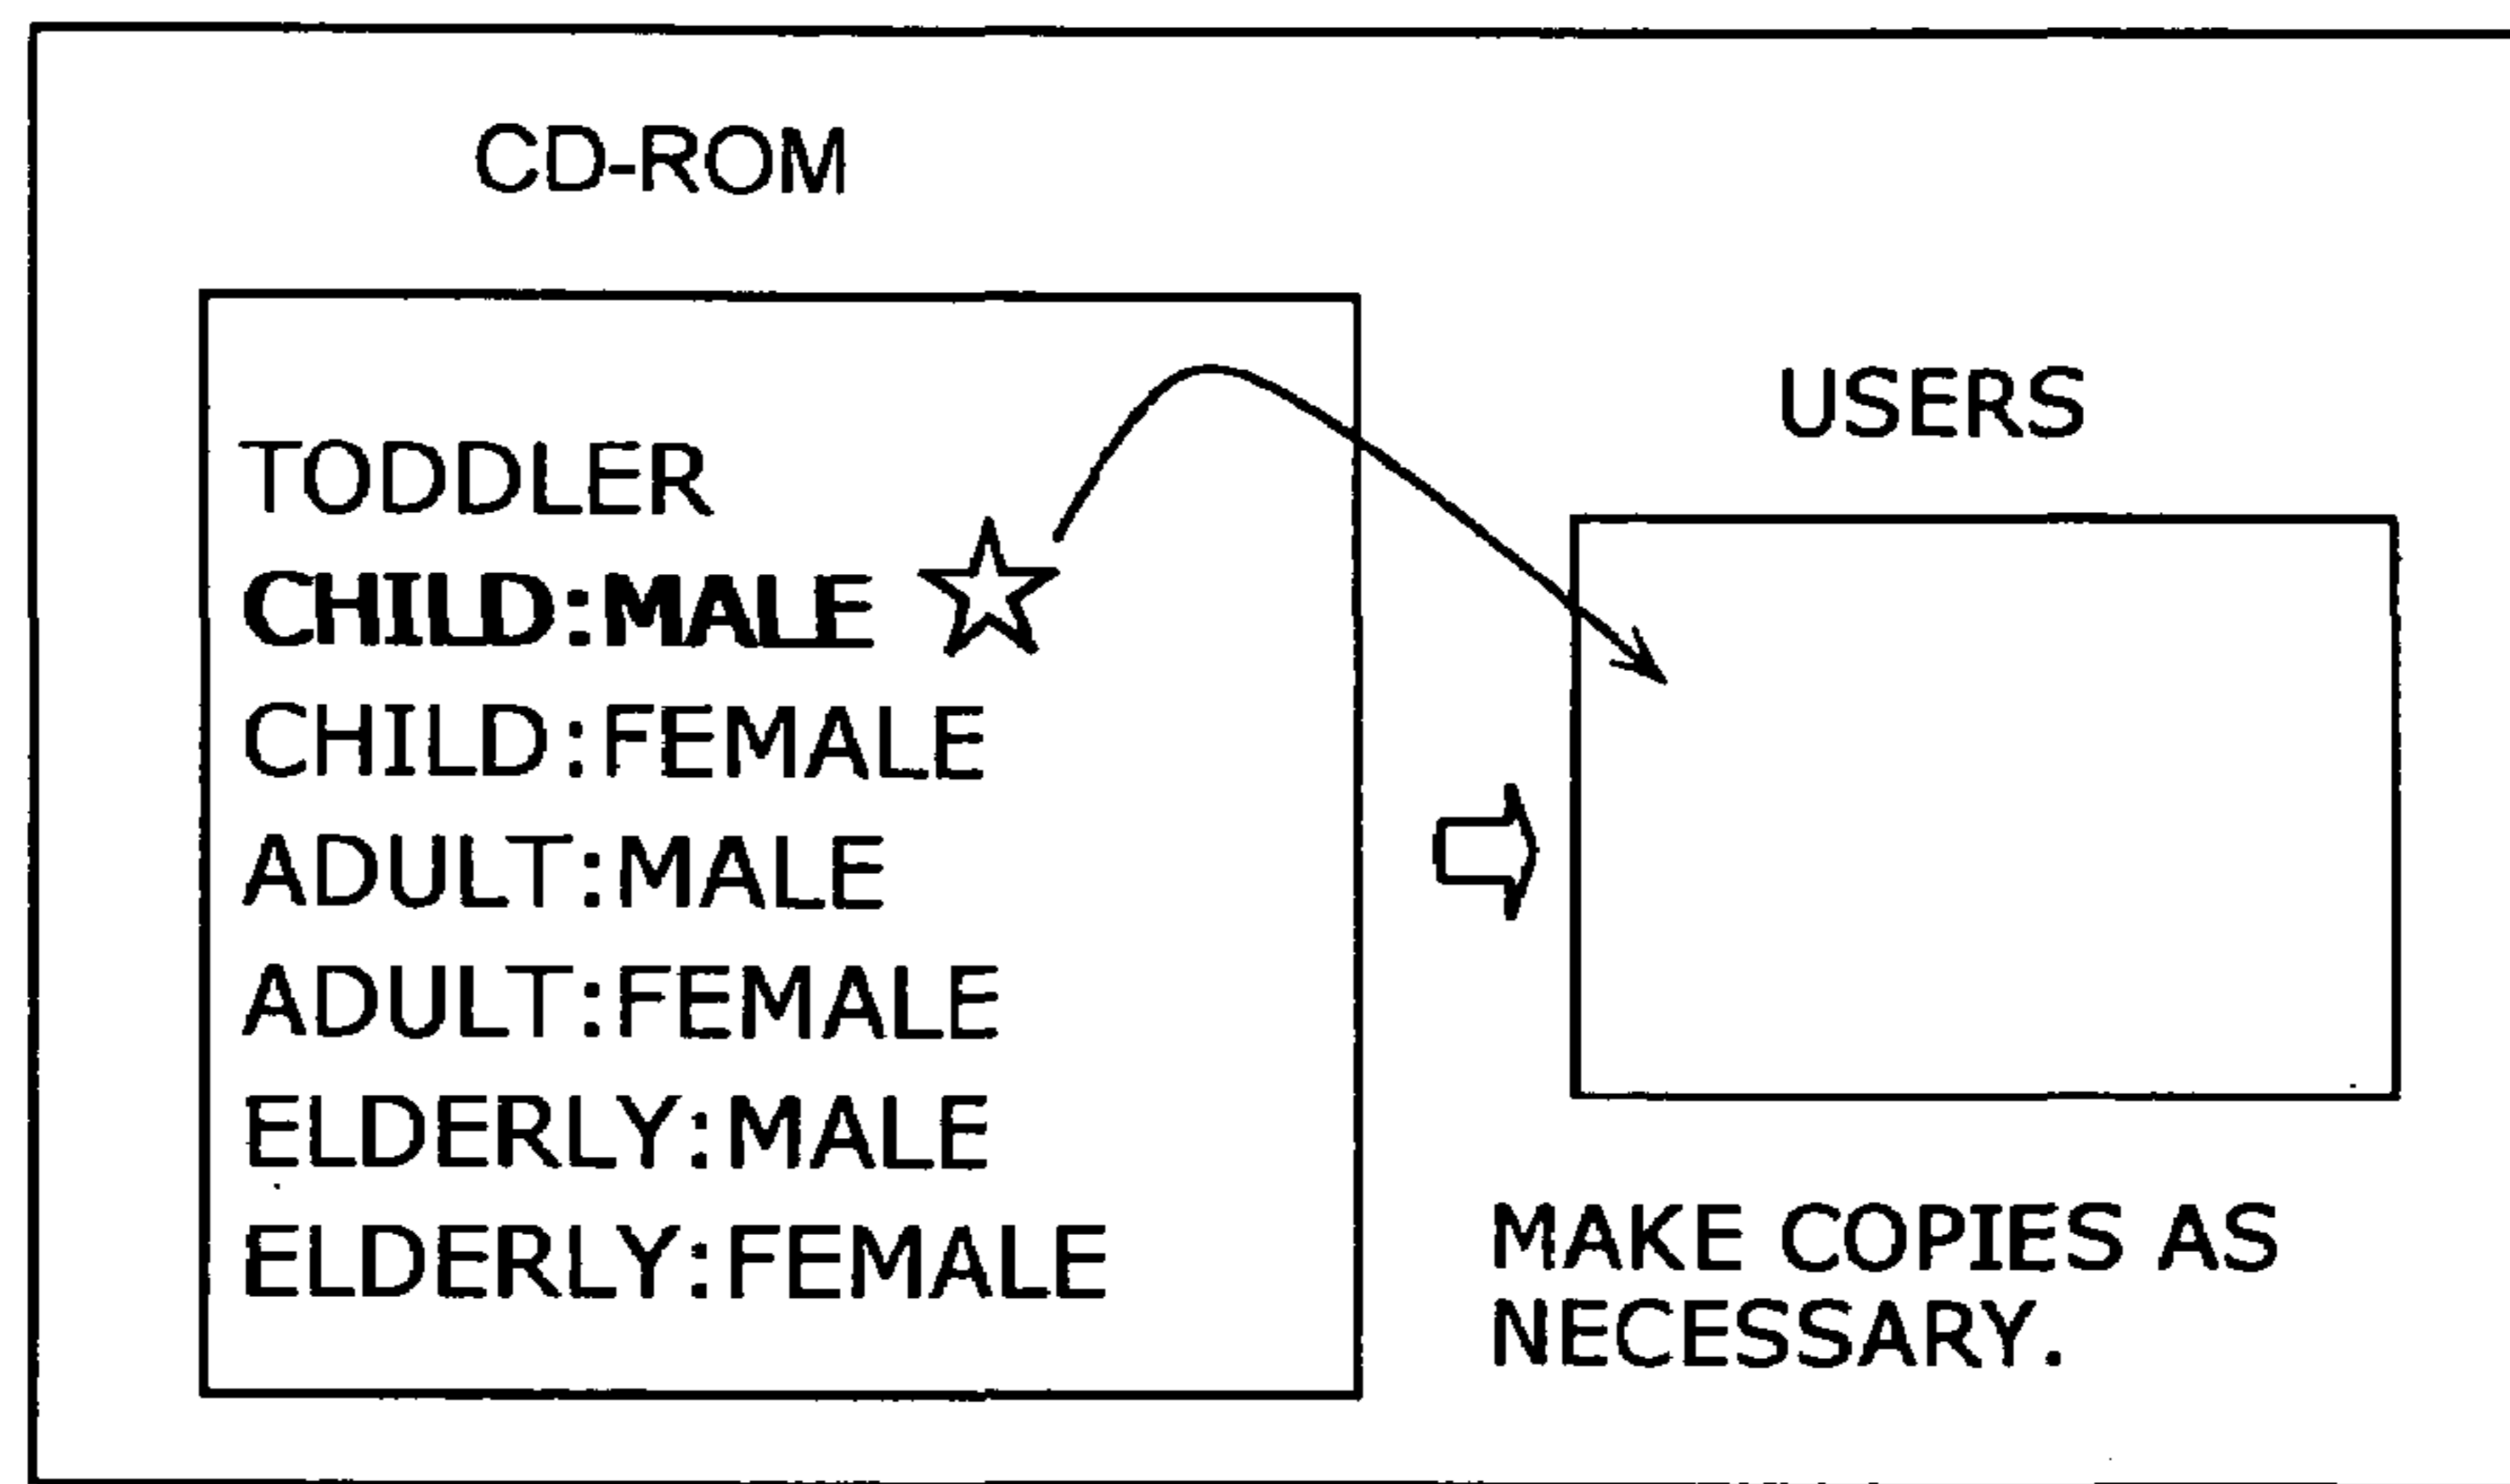 CD-ROM
TODDLER
CHILD:MALE
CHILD:FEMALE
ADULT:MALE
ADULT:FEMALE
ELDERLY:MALE
ELDERLY:FEMALE
USERS
MAKE COPIES AS
NECESSARY.